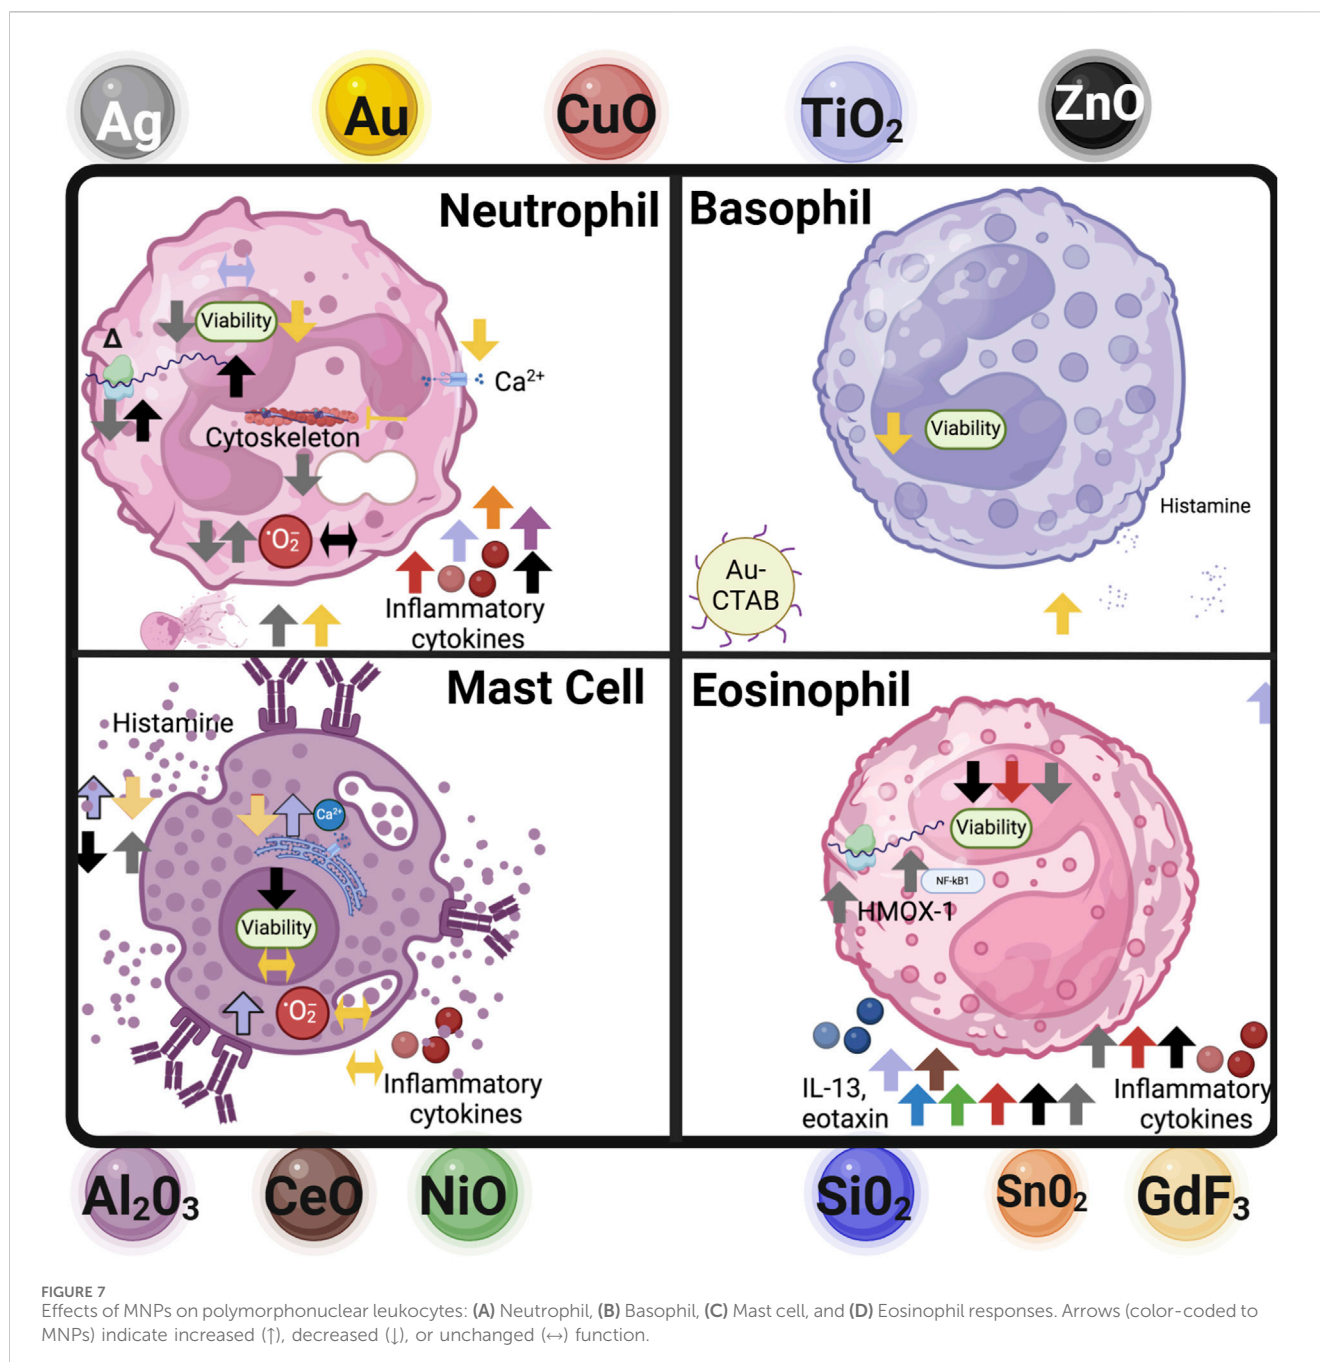 Ag Au CuO TiO₂ ZnO
Neutrophil
Viability
Δ
Ca²⁺
Cytoskeleton
•O₂⁻
Inflammatory
cytokines
Basophil
Viability
Histamine
Au-
CTAB
Mast Cell
Histamine
Ca²⁺
Viability
•O₂⁻
Inflammatory
cytokines
Eosinophil
Viability
NF-kB1
HMOX-1
IL-13,
eotaxin
Inflammatory
cytokines
Al₂O₃ CeO NiO SiO₂ SnO₂ GdF₃
FIGURE 7
Effects of MNPs on polymorphonuclear leukocytes: (A) Neutrophil, (B) Basophil, (C) Mast cell, and (D) Eosinophil responses. Arrows (color-coded to
MNPs) indicate increased (↑), decreased (↓), or unchanged (↔) function.